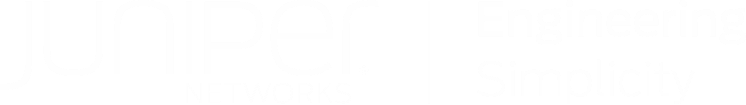 JUNIPER
NETWORKS
Engineering
Simplicity